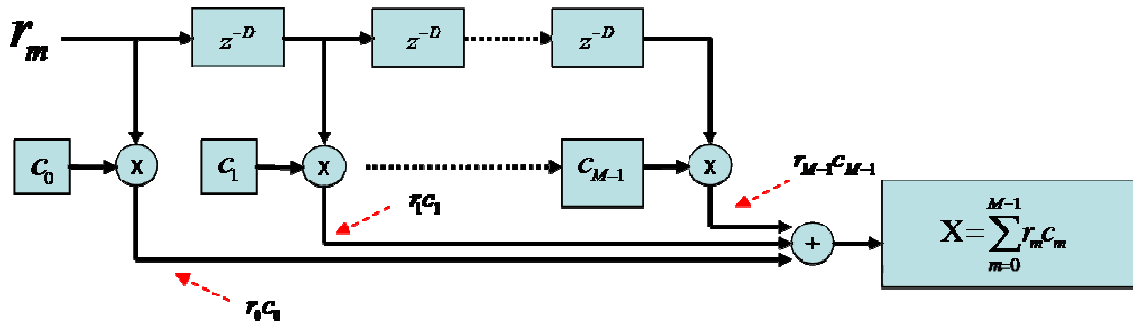 r_m
z^{-D}
z^{-D}
z^{-D}
C_0
x
C_1
x
C_{M-1}
x
r_{M-1}c_{M-1}
r_1c_1
+
X=\sum_{m=0}^{M-1} r_m c_m
r_0c_0